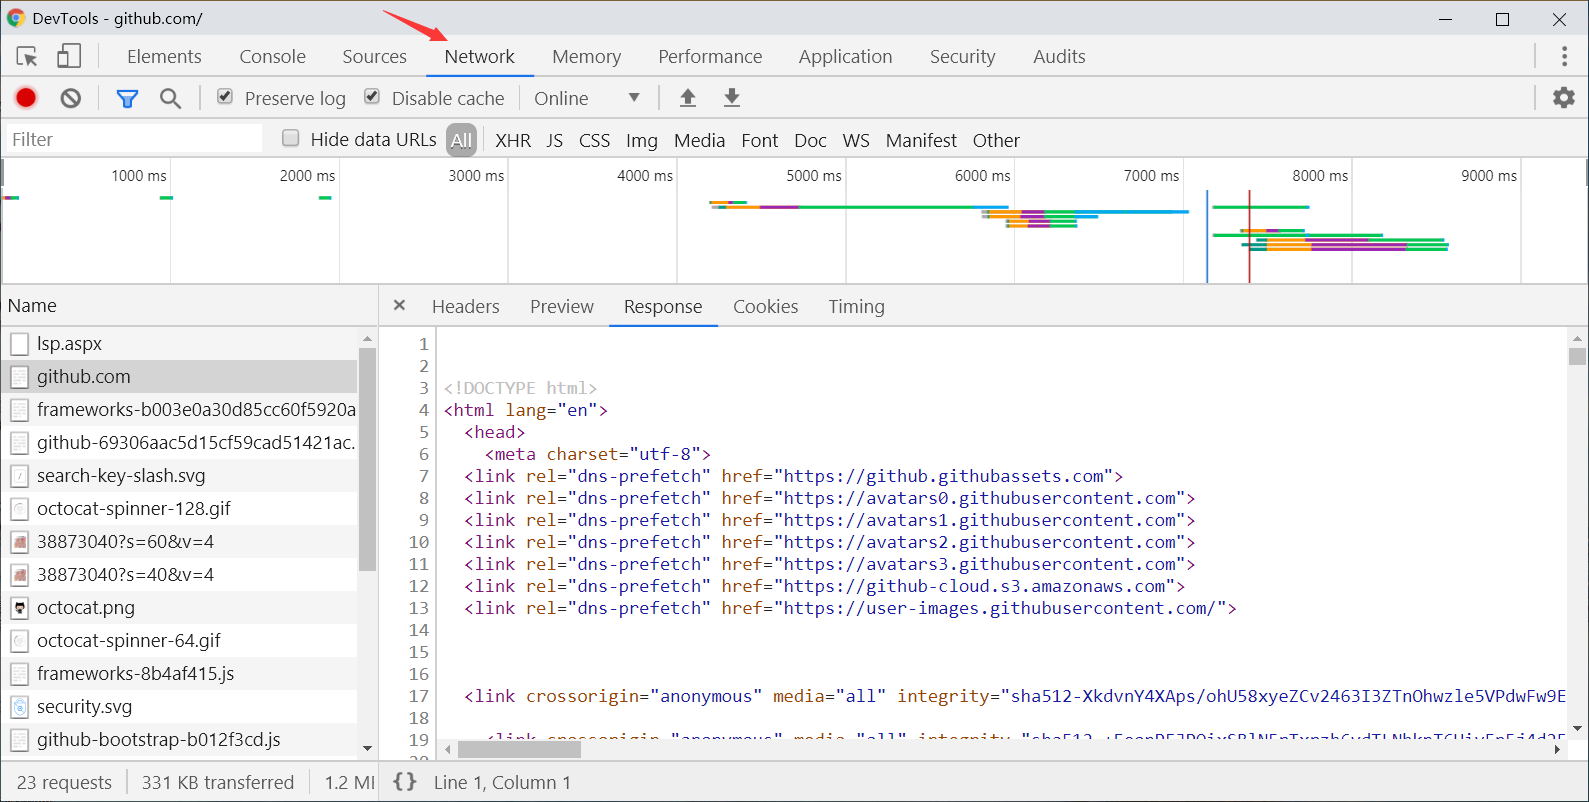 DevTools - github.com/
Elements Console Sources Network Memory Performance Application Security Audits
Preserve log Disable cache Online
Filter Hide data URLs All XHR JS CSS Img Media Font Doc WS Manifest Other
1000 ms 2000 ms 3000 ms 4000 ms 5000 ms 6000 ms 7000 ms 8000 ms 9000 ms
Name
lsp.aspx
github.com
frameworks-b003e0a30d85cc60f5920a
github-69306aac5d15cf59cad51421ac.
search-key-slash.svg
octocat-spinner-128.gif
38873040?s=60&v=4
38873040?s=40&v=4
octocat.png
octocat-spinner-64.gif
frameworks-8b4af415.js
security.svg
github-bootstrap-b012f3cd.js
Headers Preview Response Cookies Timing
1
2
3 <!DOCTYPE html>
4 <html lang="en">
5 <head>
6 <meta charset="utf-8">
7 <link rel="dns-prefetch" href="https://github.githubassets.com">
8 <link rel="dns-prefetch" href="https://avatars0.githubusercontent.com">
9 <link rel="dns-prefetch" href="https://avatars1.githubusercontent.com">
10 <link rel="dns-prefetch" href="https://avatars2.githubusercontent.com">
11 <link rel="dns-prefetch" href="https://avatars3.githubusercontent.com">
12 <link rel="dns-prefetch" href="https://github-cloud.s3.amazonaws.com">
13 <link rel="dns-prefetch" href="https://user-images.githubusercontent.com/">
14
15
16
17 <link crossorigin="anonymous" media="all" integrity="sha512-XkdvnY4XAps/ohU58xyeZCv2463I3ZTnOhwzle5VPdwFw9E
18
19 <link crossorigin="anonymous" media="all" integrity="sha512-
20
23 requests 331 KB transferred 1.2 MI
{} Line 1, Column 1